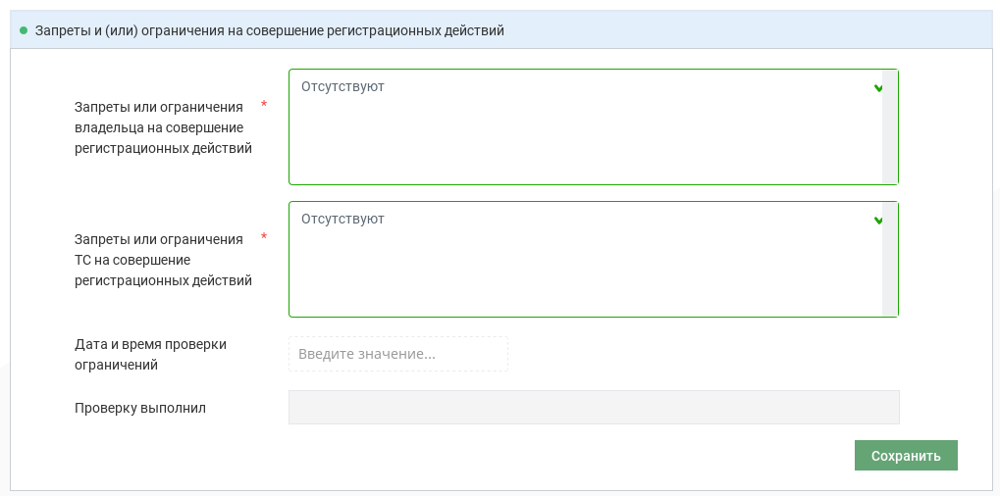 Запреты и (или) ограничения на совершение регистрационных действий
Запреты или ограничения *
владельца на совершение
регистрационных действий
Отсутствуют
Запреты или ограничения *
ТС на совершение
регистрационных действий
Отсутствуют
Дата и время проверки
ограничений
Введите значение...
Проверку выполнил
Сохранить